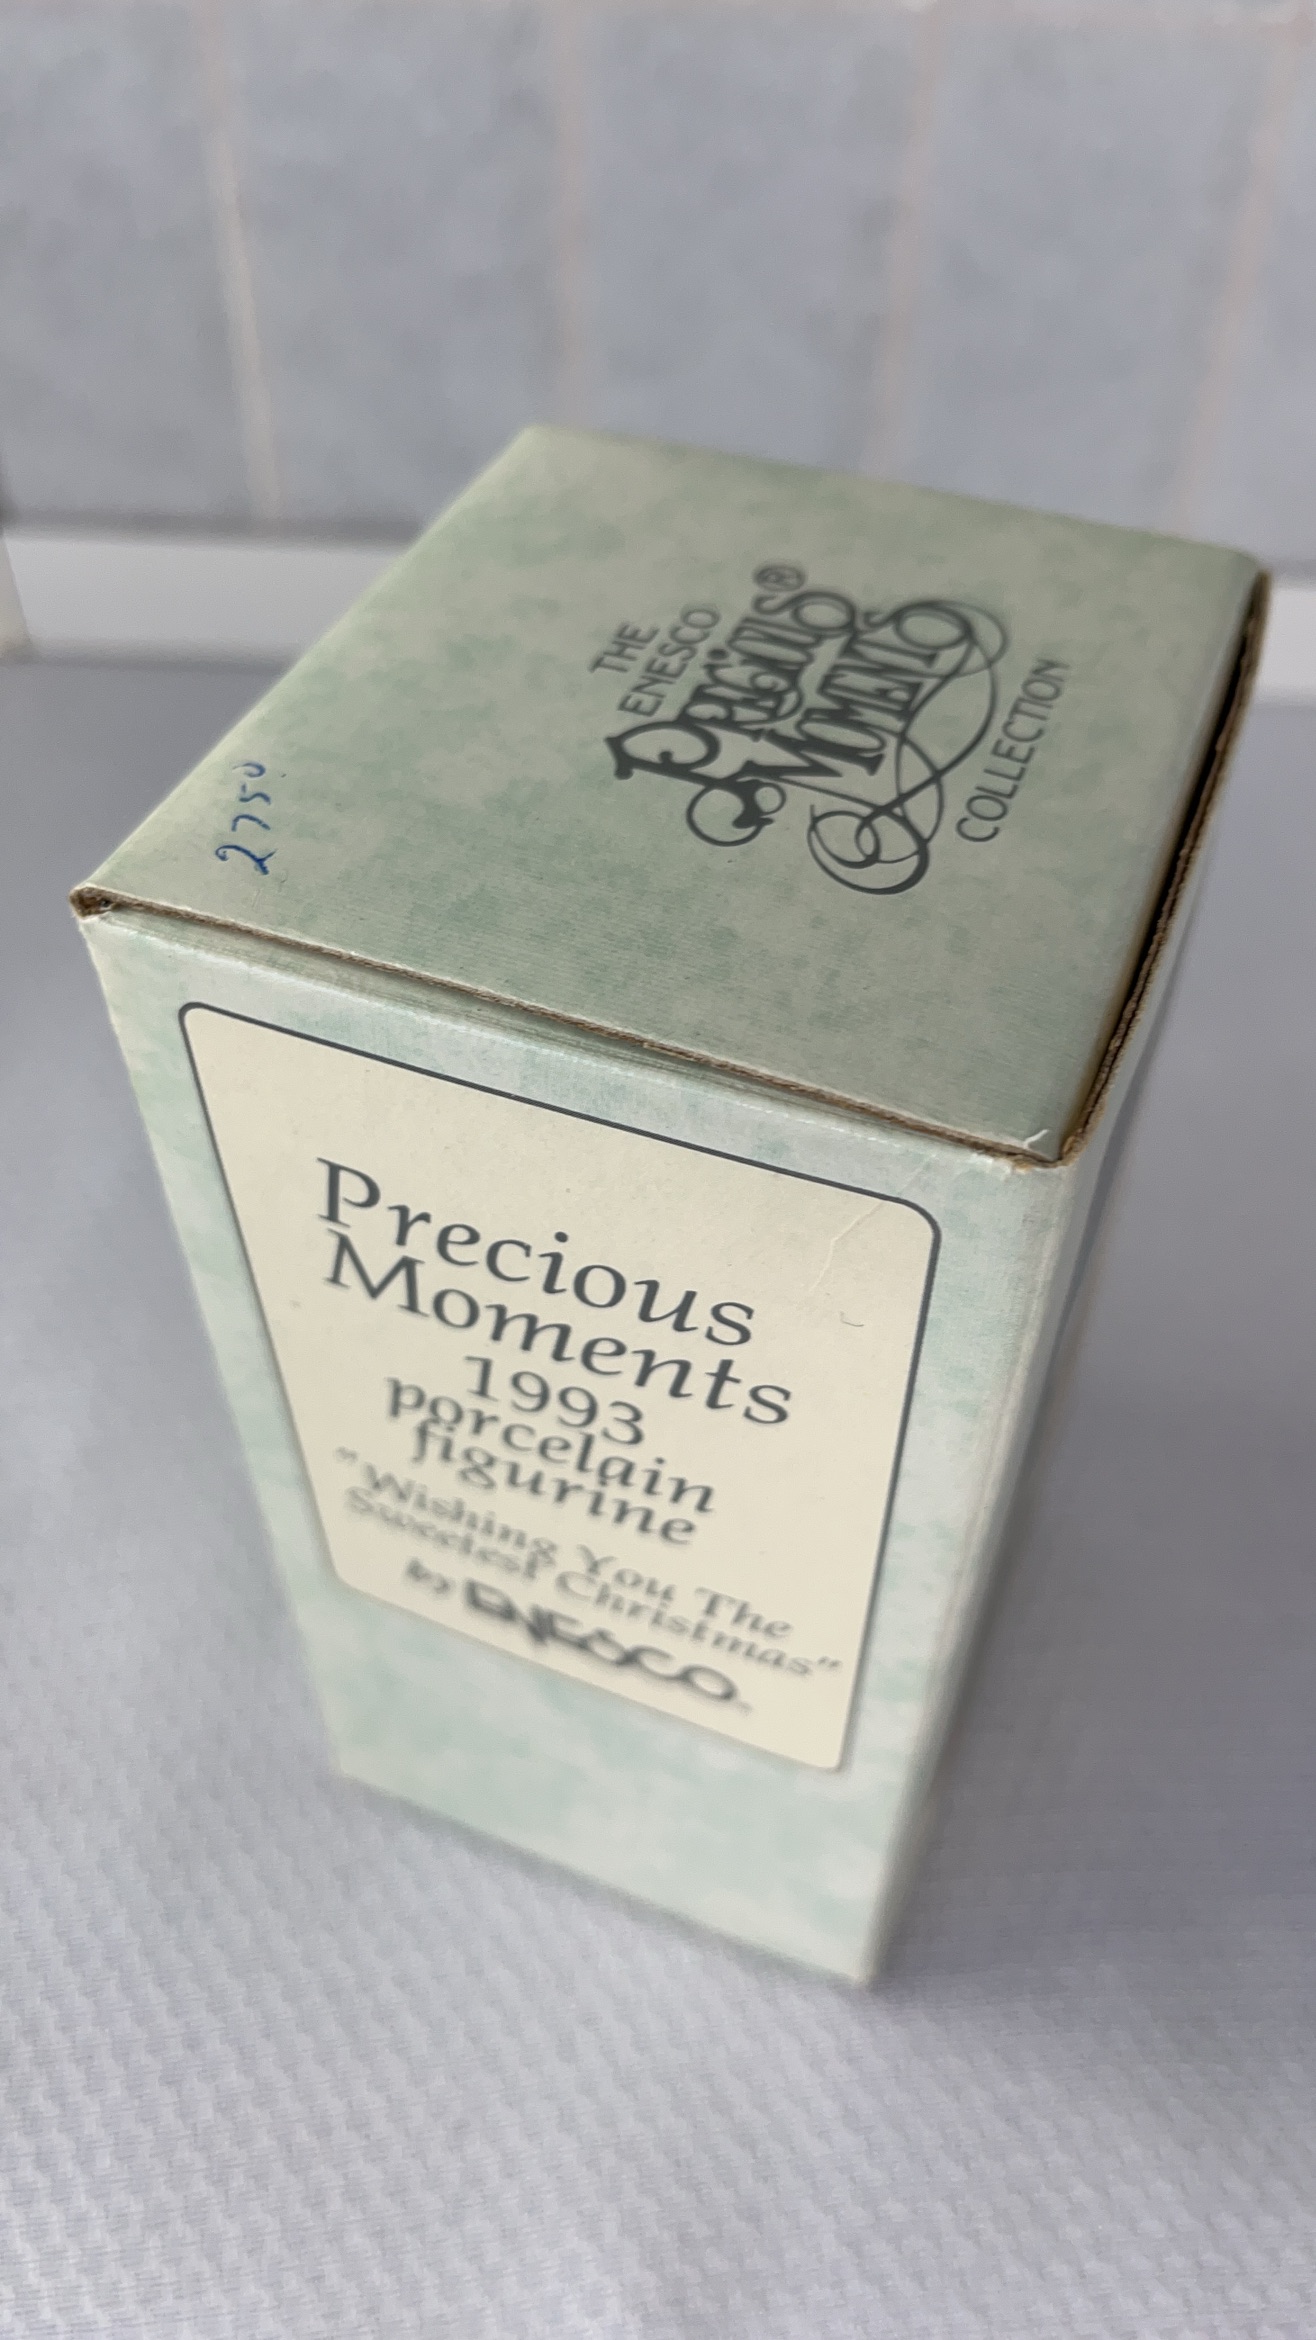 THE
ENESCO
PRECIOUS®
MOMENTS
COLLECTION
2750
Precious
Moments
1993
porcelain
figurine
"Wishing You The
Sweetest Christmas"
by ENESCO